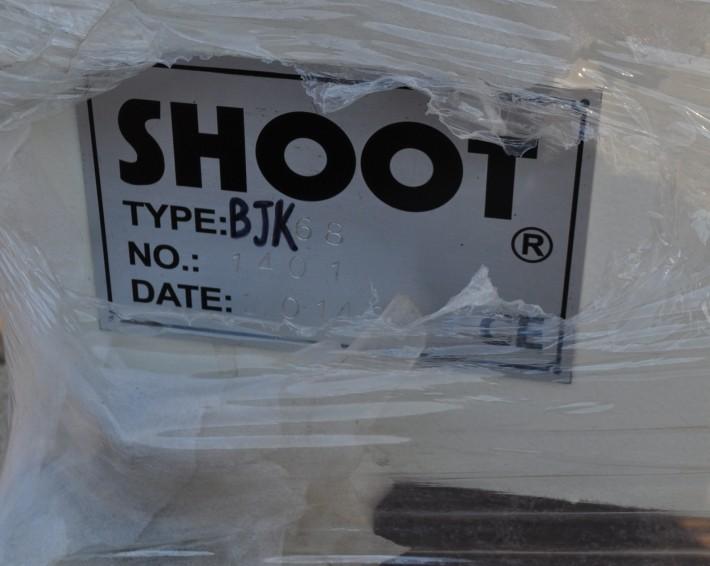 SHOOT
TYPE:BJK68
®
NO.: 1401
DATE:
CE